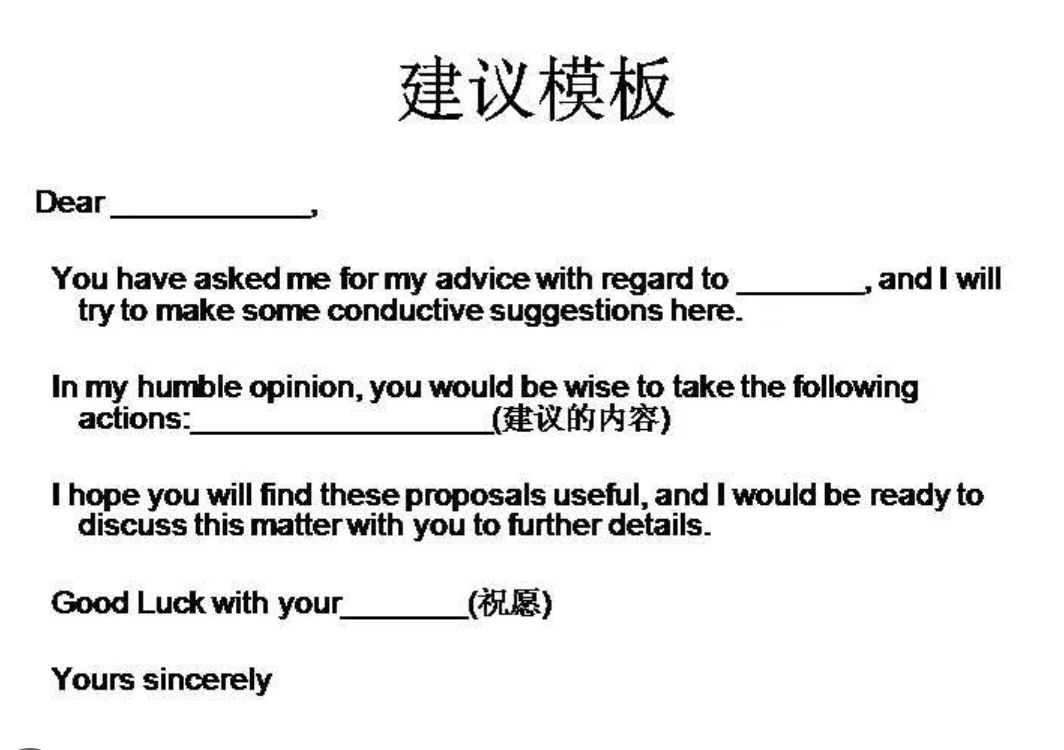 建议模板
Dear ____________,
You have asked me for my advice with regard to ________, and I will
try to make some conductive suggestions here.
In my humble opinion, you would be wise to take the following
actions:___________________(建议的内容)
I hope you will find these proposals useful, and I would be ready to
discuss this matter with you to further details.
Good Luck with your________(祝愿)
Yours sincerely